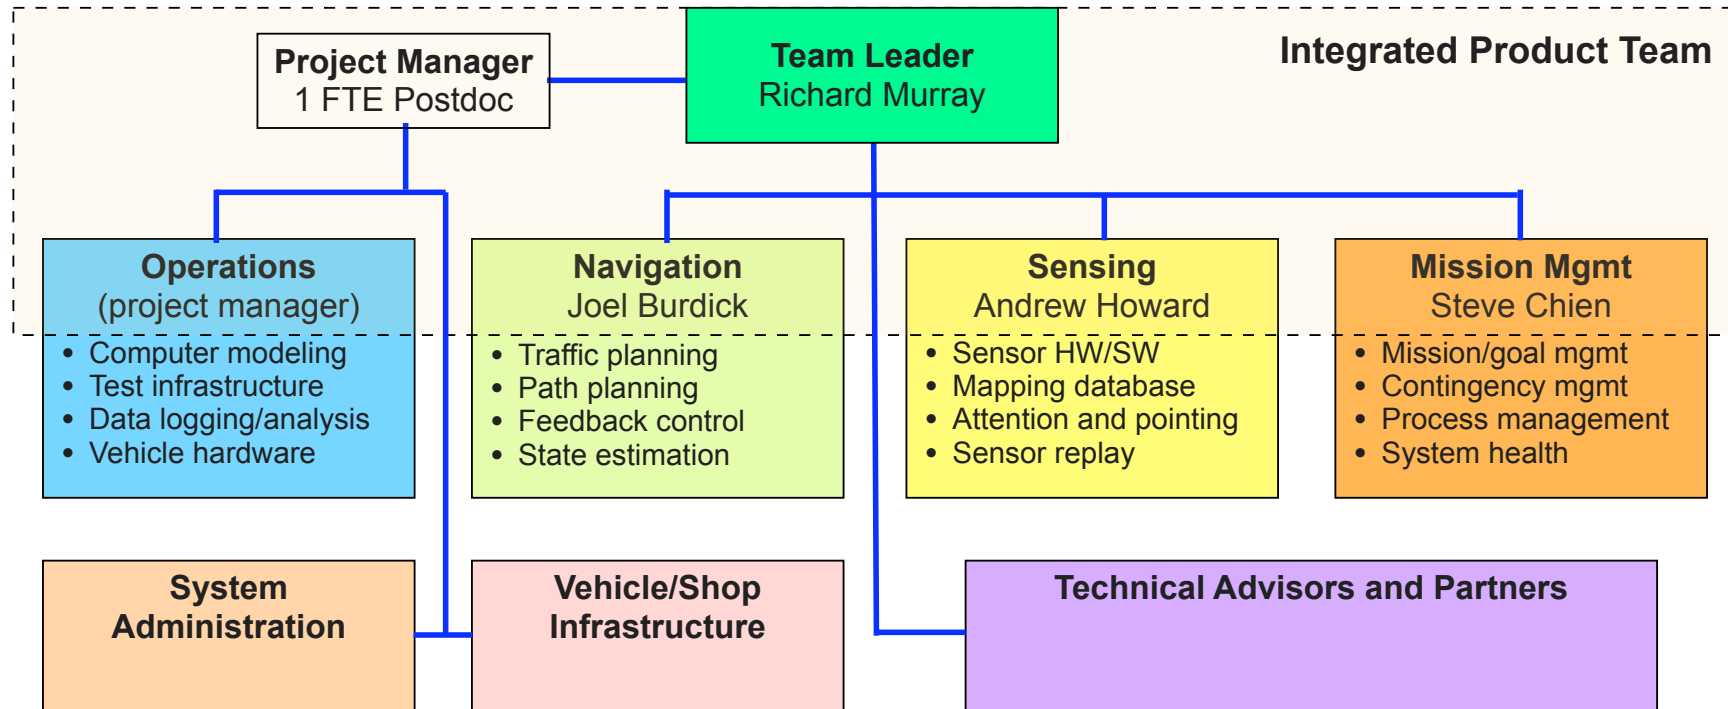 Project Manager
1 FTE Postdoc
Team Leader
Richard Murray
Integrated Product Team
Operations
(project manager)
• Computer modeling
• Test infrastructure
• Data logging/analysis
• Vehicle hardware
Navigation
Joel Burdick
• Traffic planning
• Path planning
• Feedback control
• State estimation
Sensing
Andrew Howard
• Sensor HW/SW
• Mapping database
• Attention and pointing
• Sensor replay
Mission Mgmt
Steve Chien
• Mission/goal mgmt
• Contingency mgmt
• Process management
• System health
System
Administration
Vehicle/Shop
Infrastructure
Technical Advisors and Partners